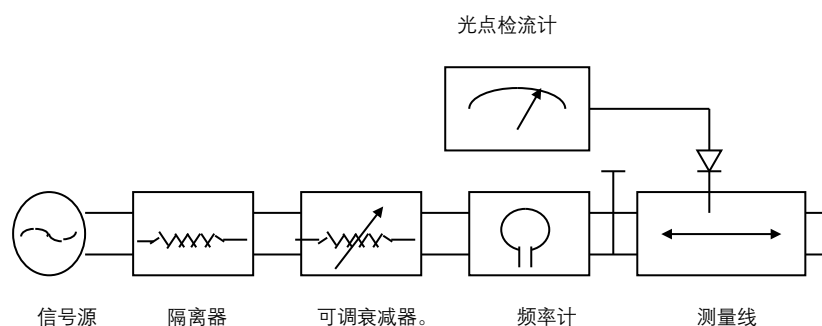 光点检流计
信号源
隔离器
可调衰减器。
频率计
测量线